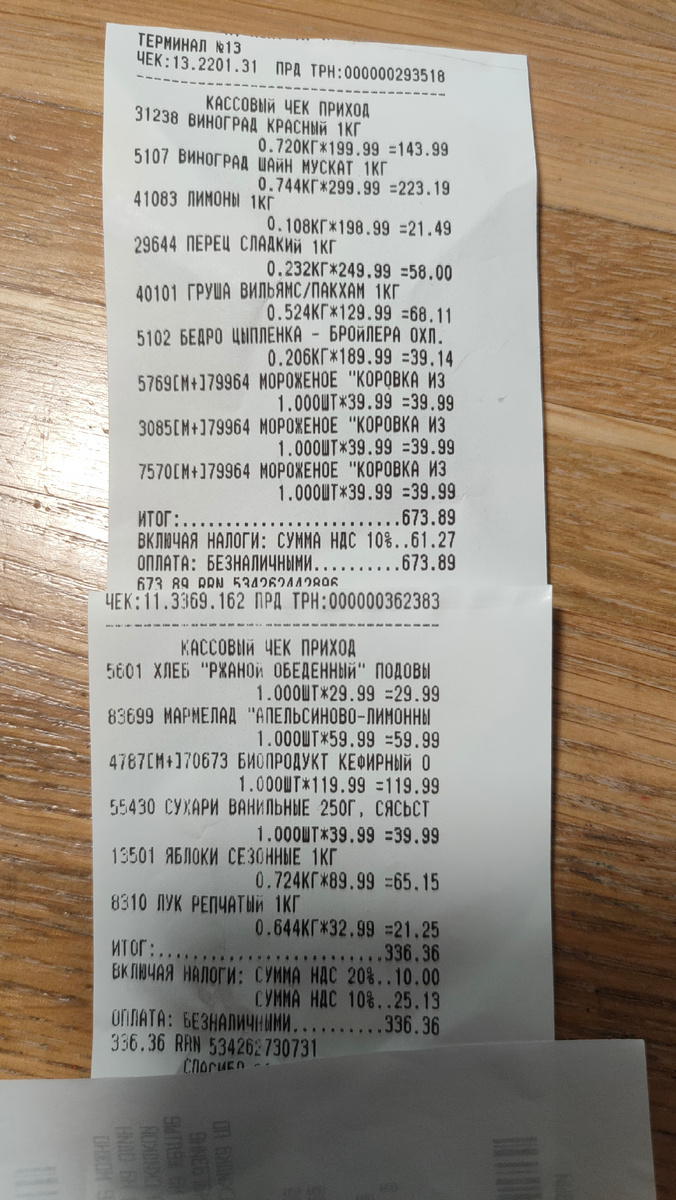 ТЕРМИНАЛ №13
ЧЕК:13.2201.31 ПРД ТРН:000000293518
КАССОВЫЙ ЧЕК ПРИХОД
31238 ВИНОГРАД КРАСНЫЙ 1КГ
0.720КГ*199.99 =143.99
5107 ВИНОГРАД ШАЙН МУСКАТ 1КГ
0.744КГ*299.99 =223.19
41083 ЛИМОНЫ 1КГ
0.108КГ*198.99 =21.49
29644 ПЕРЕЦ СЛАДКИЙ 1КГ
0.232КГ*249.99 =58.00
40101 ГРУША ВИЛЬЯМС/ПАКХАМ 1КГ
0.524КГ*129.99 =68.11
5102 БЕДРО ЦЫПЛЕНКА - БРОЙЛЕРА ОХЛ.
0.206КГ*189.99 =39.14
5769[М+]79964 МОРОЖЕНОЕ "КОРОВКА ИЗ
1.000ШТ*39.99 =39.99
3085[М+]79964 МОРОЖЕНОЕ "КОРОВКА ИЗ
1.000ШТ*39.99 =39.99
7570[М+]79964 МОРОЖЕНОЕ "КОРОВКА ИЗ
1.000ШТ*39.99 =39.99
ИТОГ:........................673.89
ВКЛЮЧАЯ НАЛОГИ: СУММА НДС 10%..61.27
ОПЛАТА: БЕЗНАЛИЧНЫМИ.........673.89
673.89 RRN 534262442896
ЧЕК:11.3369.162 ПРД ТРН:000000362383
КАССОВЫЙ ЧЕК ПРИХОД
5601 ХЛЕБ "РЖАНОЙ ОБЕДЕННЫЙ" ПОДОВЫ
1.000ШТ*29.99 =29.99
83699 МАРМЕЛАД "АПЕЛЬСИНОВО-ЛИМОННЫ
1.000ШТ*59.99 =59.99
4787[М+]70673 БИОПРОДУКТ КЕФИРНЫЙ О
1.000ШТ*119.99 =119.99
55430 СУХАРИ ВАНИЛЬНЫЕ 250Г, СЯСЬСТ
1.000ШТ*39.99 =39.99
13501 ЯБЛОКИ СЕЗОННЫЕ 1КГ
0.724КГ*89.99 =65.15
8310 ЛУК РЕПЧАТЫЙ 1КГ
0.644КГ*32.99 =21.25
ИТОГ:.........................336.36
ВКЛЮЧАЯ НАЛОГИ: СУММА НДС 20%..10.00
СУММА НДС 10%..25.13
ОПЛАТА: БЕЗНАЛИЧНЫМИ..........336.36
336.36 RRN 534262730731
СПАСИБО